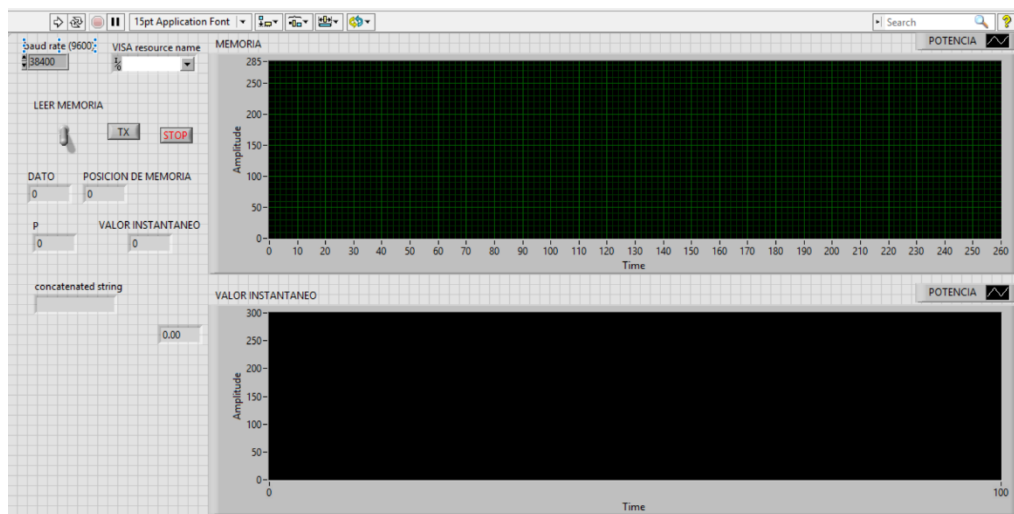 15pt Application Font
Search
baud rate (9600)
VISA resource name
38400
LEER MEMORIA
TX
STOP
DATO
POSICION DE MEMORIA
0
0
P
VALOR INSTANTANEO
0
0
concatenated string
0.00
MEMORIA
POTENCIA
285
250
200
150
100
50
0
Amplitude
0 10 20 30 40 50 60 70 80 90 100 110 120 130 140 150 160 170 180 190 200 210 220 230 240 250 260
Time
VALOR INSTANTANEO
POTENCIA
300
250
200
150
100
50
0
Amplitude
0 100
Time